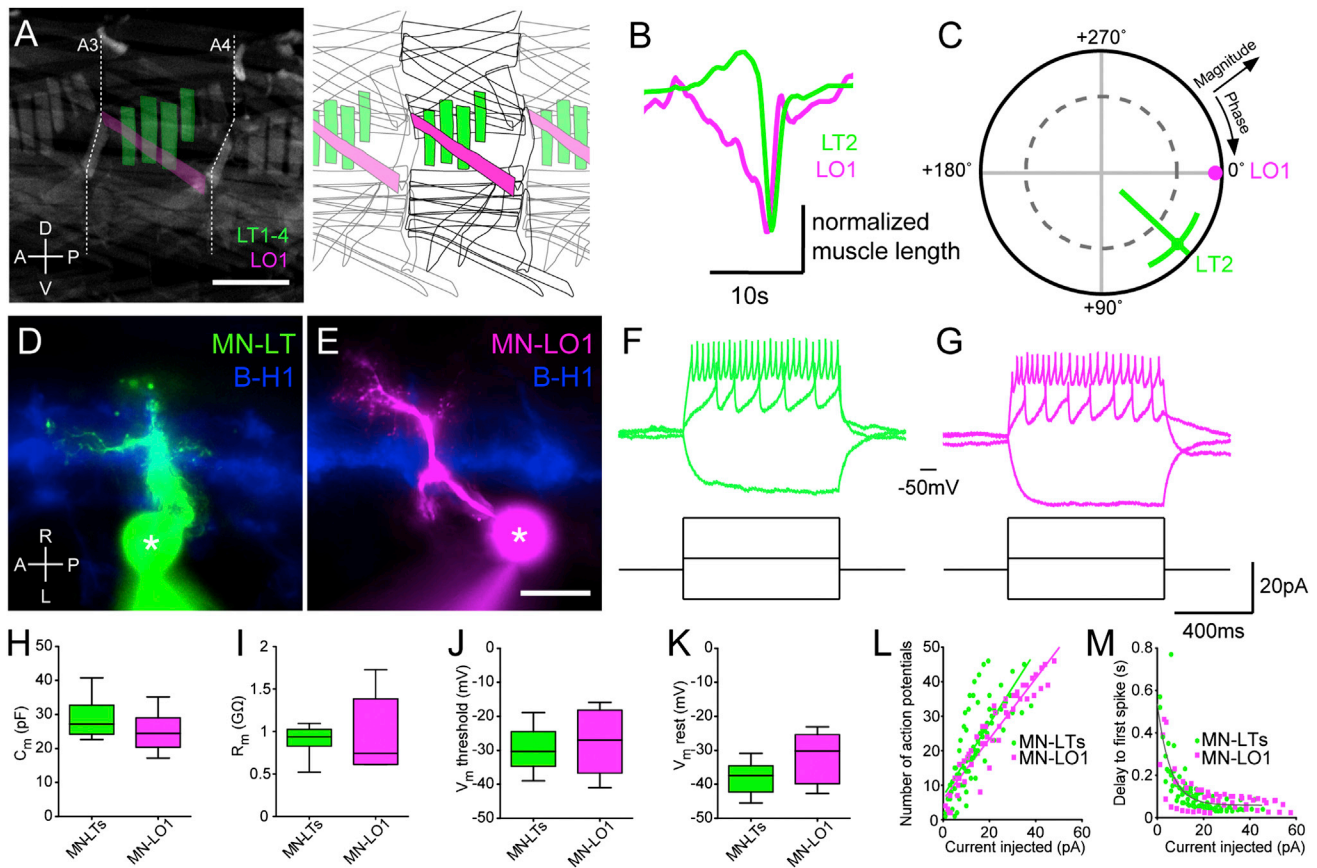 A
A3
A4
D
A
P
V
LT1-4
LO1
B
LT2
LO1
normalized
muscle length
10s
C
+270˚
Magnitude
Phase
+180˚
0˚
LO1
LT2
+90˚
D
MN-LT
B-H1
R
A
P
L
*
E
MN-LO1
B-H1
*
F
G
-50mV
20pA
400ms
H
Cm (pF)
50
40
30
20
10
0
MN-LTs
MN-LO1
I
Rm (GΩ)
2
1.5
1
0.5
0
MN-LTs
MN-LO1
J
Vm threshold (mV)
0
-10
-20
-30
-40
-50
MN-LTs
MN-LO1
K
Vm rest (mV)
0
-10
-20
-30
-40
-50
MN-LTs
MN-LO1
L
Number of action potentials
50
40
30
20
10
0
MN-LTs
MN-LO1
0
20
40
60
Current injected (pA)
M
Delay to first spike (s)
0.8
0.6
0.4
0.2
0
MN-LTs
MN-LO1
0
20
40
60
Current injected (pA)